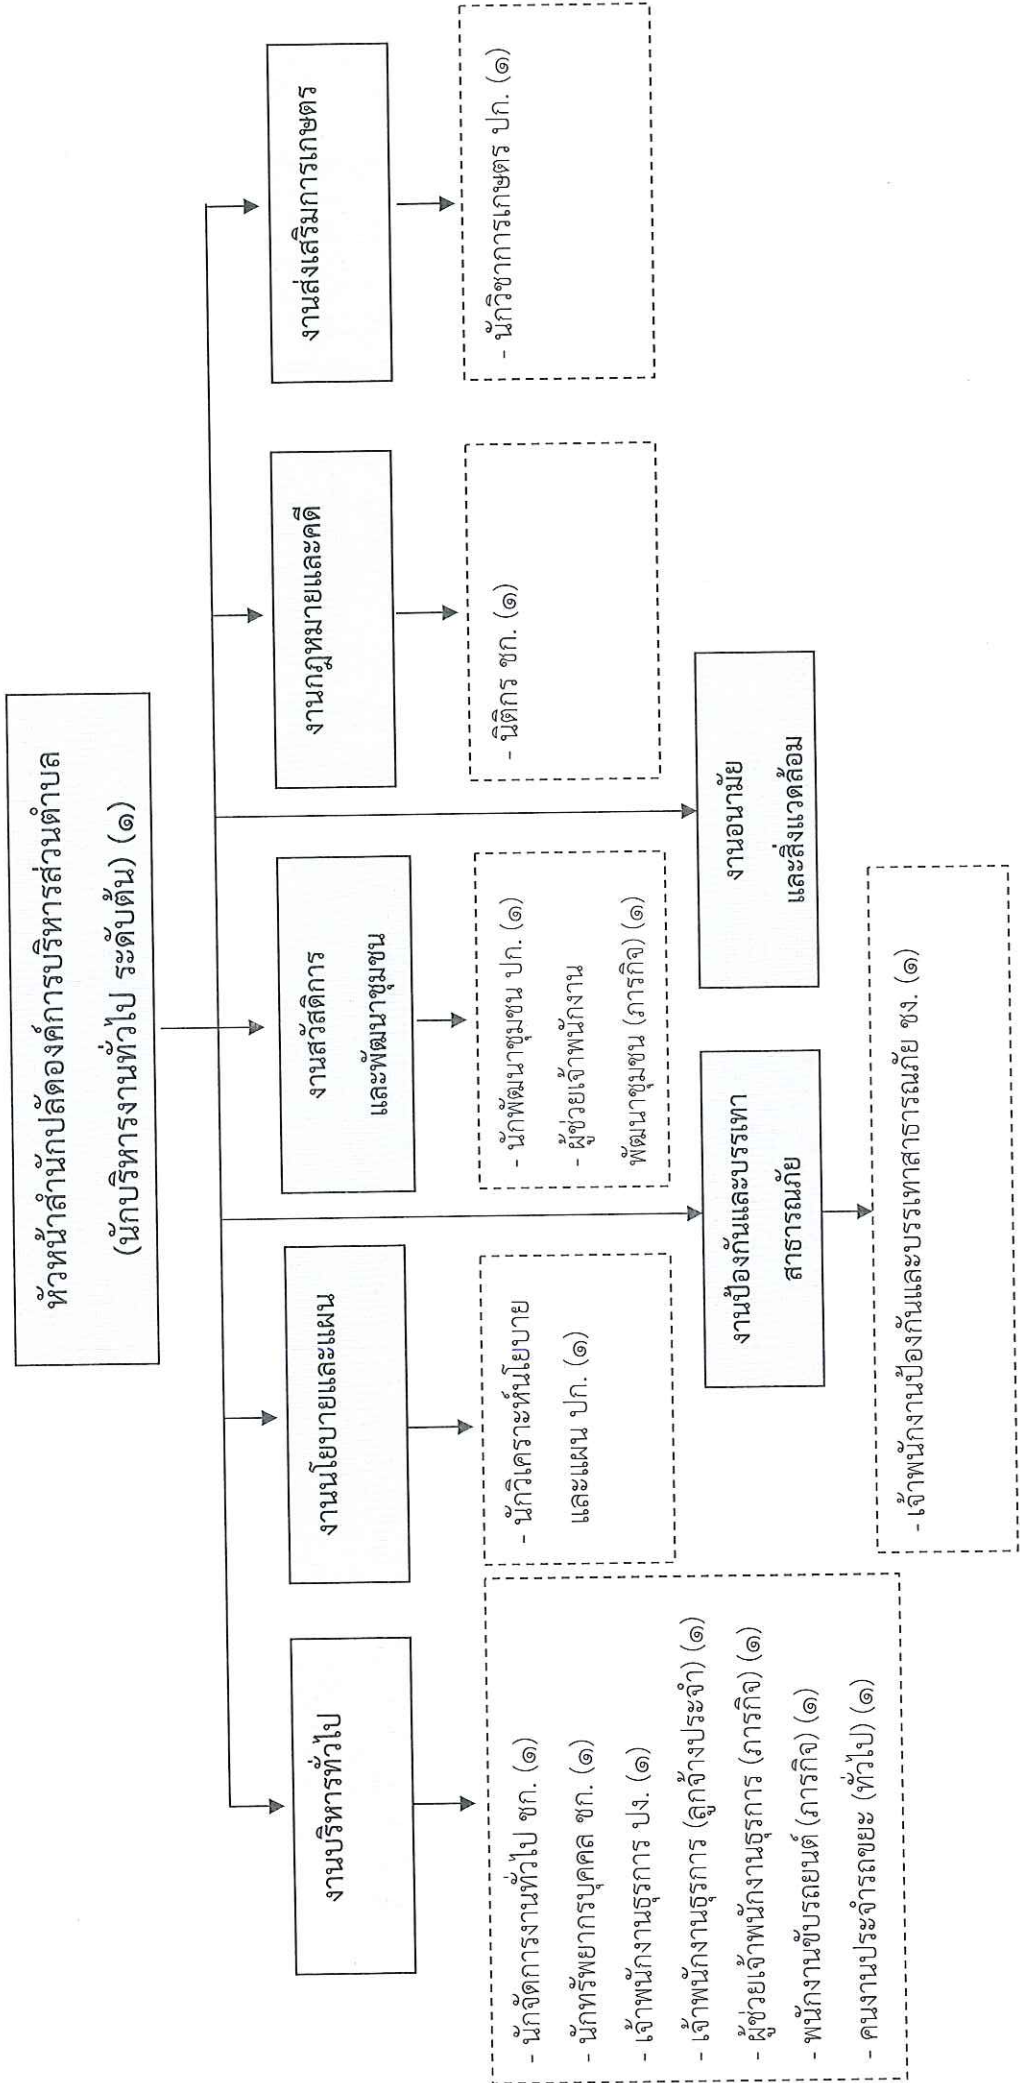 หัวหน้าสำนักปลัดองค์การบริหารส่วนตำบล
(นักบริหารงานทั่วไป ระดับต้น) (๑)
งานบริหารทั่วไป
- นักจัดการงานทั่วไป ชก. (๑)
- นักทรัพยากรบุคคล ชก. (๑)
- เจ้าพนักงานธุรการ ปง. (๑)
- เจ้าพนักงานธุรการ (ลูกจ้างประจำ) (๑)
- ผู้ช่วยเจ้าพนักงานธุรการ (ภารกิจ) (๑)
- พนักงานขับรถยนต์ (ภารกิจ) (๑)
- คนงานประจำรถขยะ (ทั่วไป) (๑)
งานนโยบายและแผน
- นักวิเคราะห์นโยบาย
และแผน ปก. (๑)
งานสวัสดิการ
และพัฒนาชุมชน
- นักพัฒนาชุมชน ปก. (๑)
- ผู้ช่วยเจ้าพนักงาน
พัฒนาชุมชน (ภารกิจ) (๑)
งานกฎหมายและคดี
- นิติกร ชก. (๑)
งานส่งเสริมการเกษตร
- นักวิชาการเกษตร ปก. (๑)
งานป้องกันและบรรเทา
สาธารณภัย
- เจ้าพนักงานป้องกันและบรรเทาสาธารณภัย ชง. (๑)
งานอนามัย
และสิ่งแวดล้อม